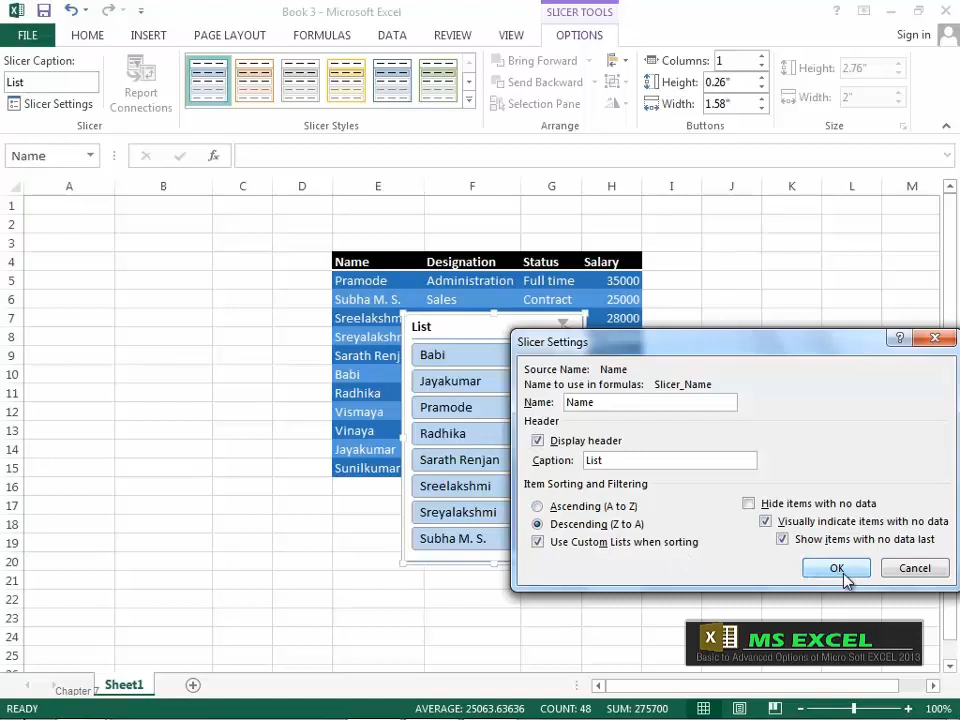 Book 3 - Microsoft Excel
SLICER TOOLS
FILE HOME INSERT PAGE LAYOUT FORMULAS DATA REVIEW VIEW OPTIONS Sign in
Slicer Caption:
List
Slicer Settings
Report
Connections
Slicer
Slicer Styles
Bring Forward
Send Backward
Selection Pane
Arrange
Columns: 1
Height: 0.26"
Width: 1.58"
Buttons
Height: 2.76"
Width: 2"
Size
Name
fx
A B C D E F G H I J K L M
1
2
3
4 Name Designation Status Salary
5 Pramode Administration Full time 35000
6 Subha M. S. Sales Contract 25000
7 Sreelakshm 28000
8 Sreyalakshr
9 Sarath Renj
10 Babi
11 Radhika
12 Vismaya
13 Vinaya
14 Jayakumar
15 Sunilkumar
16
17
18
19
20
21
22
23
24
25
List
Babi
Jayakumar
Pramode
Radhika
Sarath Renjan
Sreelakshmi
Sreyalakshmi
Subha M. S.
Slicer Settings
Source Name: Name
Name to use in formulas: Slicer_Name
Name: Name
Header
Display header
Caption: List
Item Sorting and Filtering
Ascending (A to Z)
Descending (Z to A)
Use Custom Lists when sorting
Hide items with no data
Visually indicate items with no data
Show items with no data last
OK Cancel
MS EXCEL
Basic to Advanced Options of Micro Soft EXCEL 2013
Chapter 7
Sheet1
READY AVERAGE: 25063.63636 COUNT: 48 SUM: 275700 100%